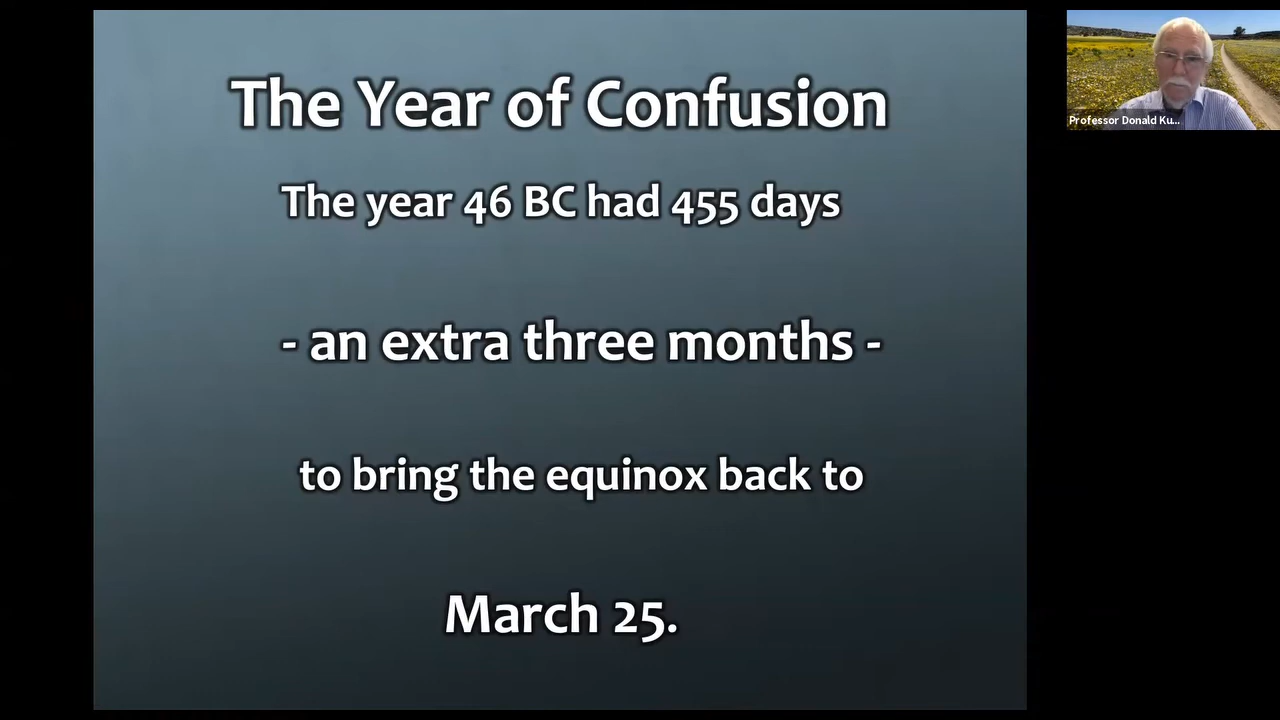 The Year of Confusion
The year 46 BC had 455 days
- an extra three months -
to bring the equinox back to
March 25.
Professor Donald Ku...